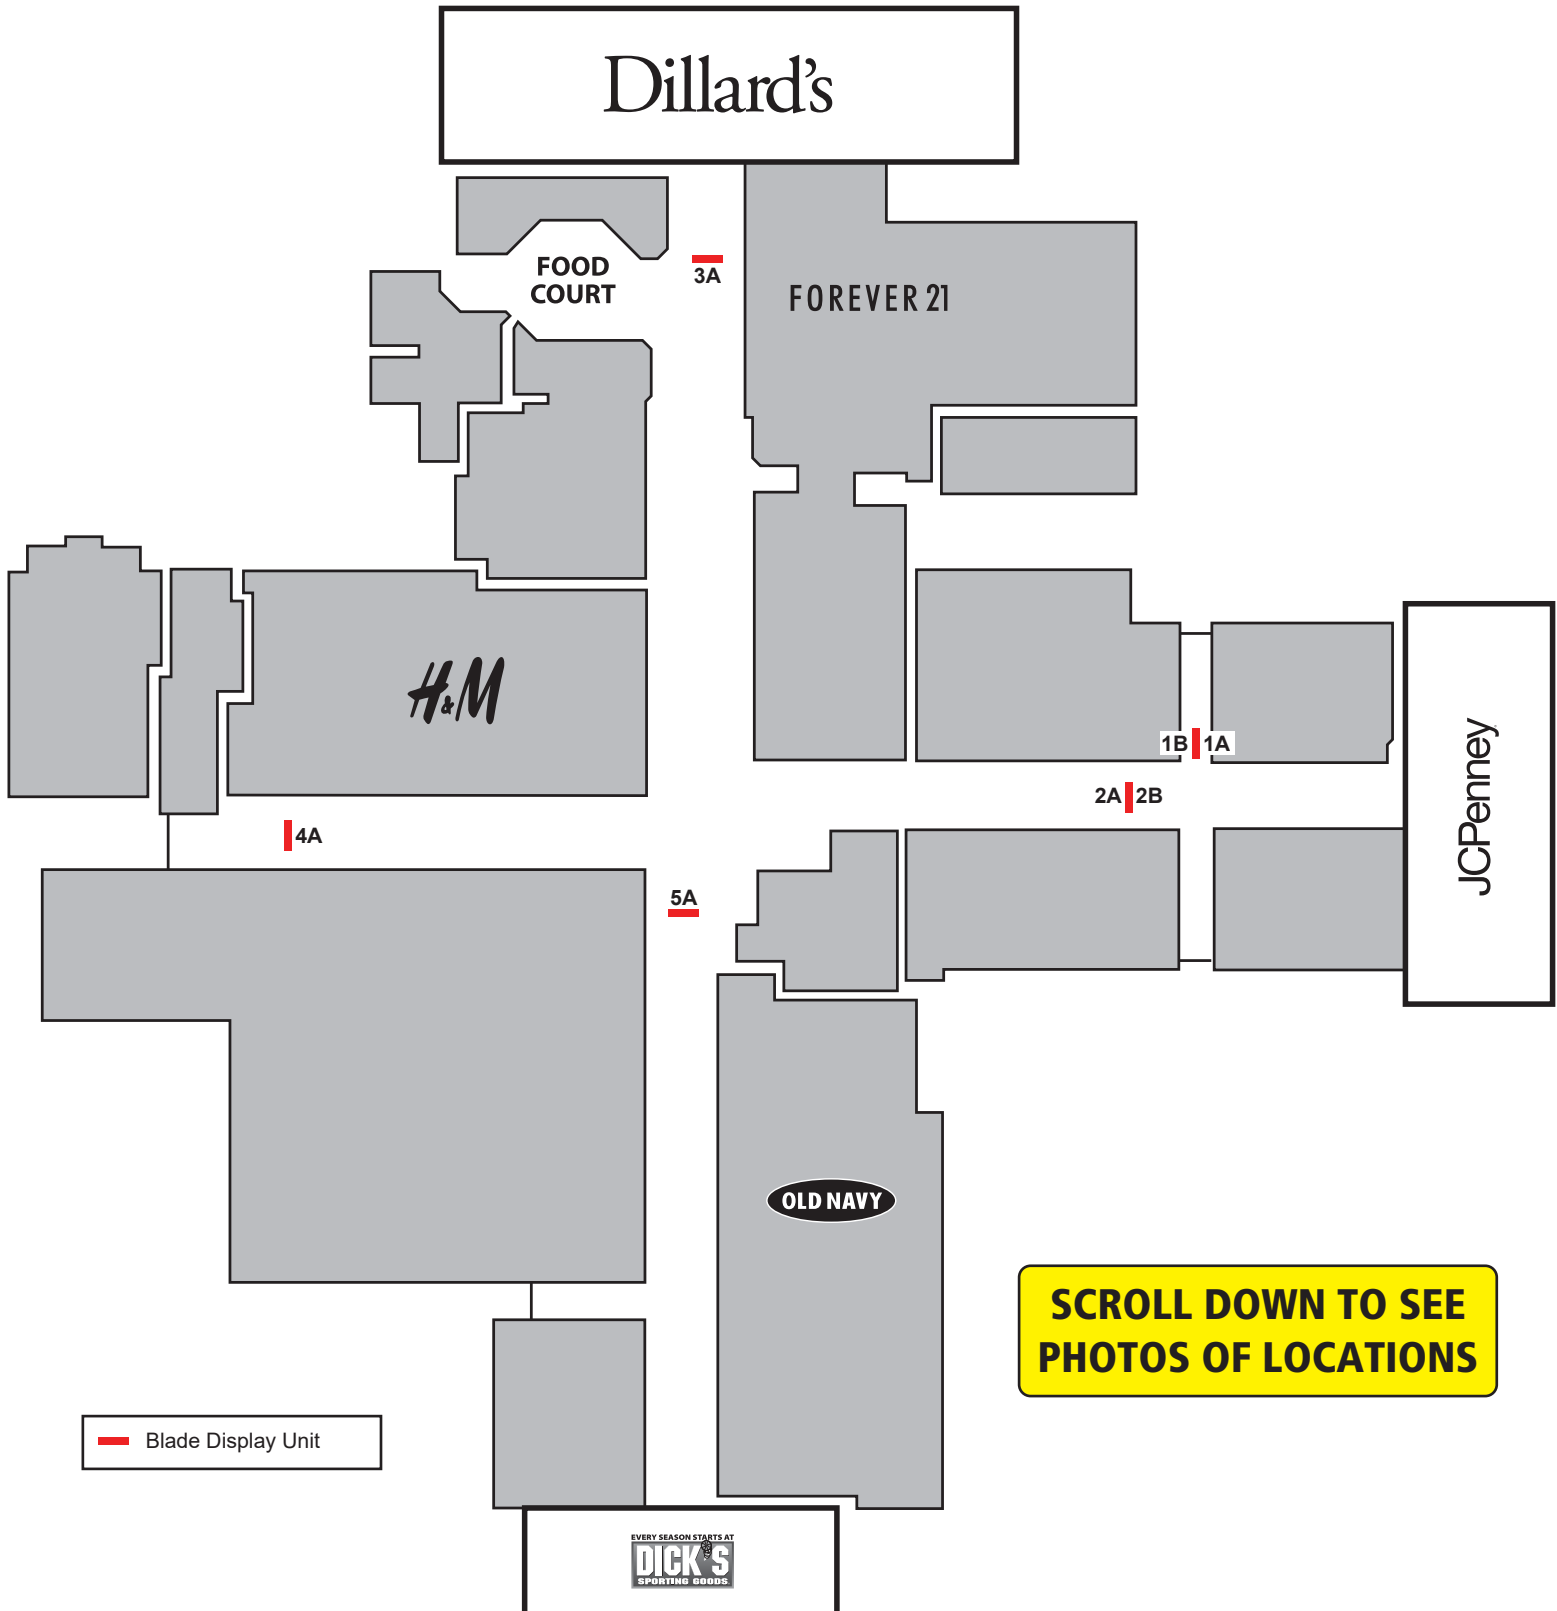 Dillard's
FOOD
COURT
3A
FOREVER 21
H&M
1B 1A
2A 2B
JCPenney
4A
5A
OLD NAVY
SCROLL DOWN TO SEE
PHOTOS OF LOCATIONS
Blade Display Unit
EVERY SEASON STARTS AT
DICK'S
SPORTING GOODS